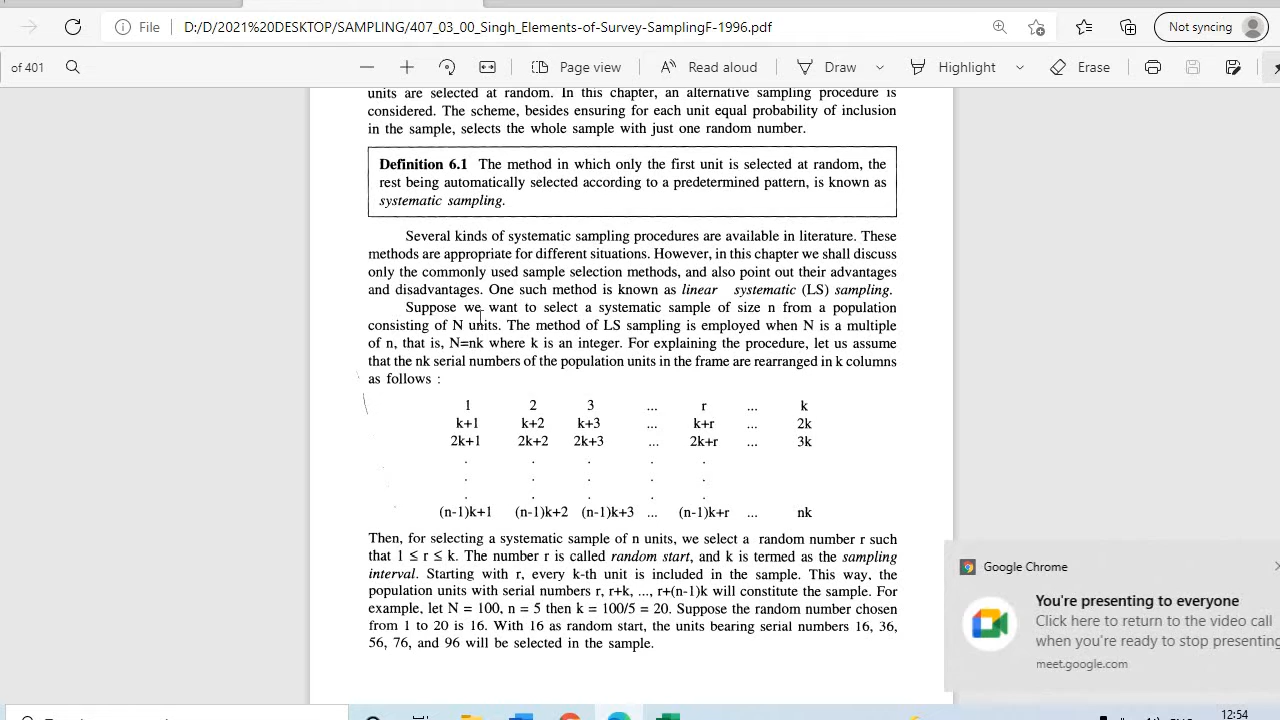 File
D:/D/2021%20DESKTOP/SAMPLING/407_03_00_Singh_Elements-of-Survey-SamplingF-1996.pdf
Not syncing
of 401
Page view
Read aloud
Draw
Highlight
Erase
units are selected at random. In this chapter, an alternative sampling procedure is
considered. The scheme, besides ensuring for each unit equal probability of inclusion
in the sample, selects the whole sample with just one random number.
Definition 6.1 The method in which only the first unit is selected at random, the
rest being automatically selected according to a predetermined pattern, is known as
systematic sampling.
Several kinds of systematic sampling procedures are available in literature. These
methods are appropriate for different situations. However, in this chapter we shall discuss
only the commonly used sample selection methods, and also point out their advantages
and disadvantages. One such method is known as linear systematic (LS) sampling.
Suppose we want to select a systematic sample of size n from a population
consisting of N units. The method of LS sampling is employed when N is a multiple
of n, that is, N=nk where k is an integer. For explaining the procedure, let us assume
that the nk serial numbers of the population units in the frame are rearranged in k columns
as follows :
1 2 3 ... r ... k
k+1 k+2 k+3 ... k+r ... 2k
2k+1 2k+2 2k+3 ... 2k+r ... 3k
. . . . .
. . . . .
. . . . .
(n-1)k+1 (n-1)k+2 (n-1)k+3 ... (n-1)k+r ... nk
Then, for selecting a systematic sample of n units, we select a random number r such
that 1 ≤ r ≤ k. The number r is called random start, and k is termed as the sampling
interval. Starting with r, every k-th unit is included in the sample. This way, the
population units with serial numbers r, r+k, ..., r+(n-1)k will constitute the sample. For
example, let N = 100, n = 5 then k = 100/5 = 20. Suppose the random number chosen
from 1 to 20 is 16. With 16 as random start, the units bearing serial numbers 16, 36,
56, 76, and 96 will be selected in the sample.
Google Chrome
You're presenting to everyone
Click here to return to the video call
when you're ready to stop presenting
meet.google.com
12:54